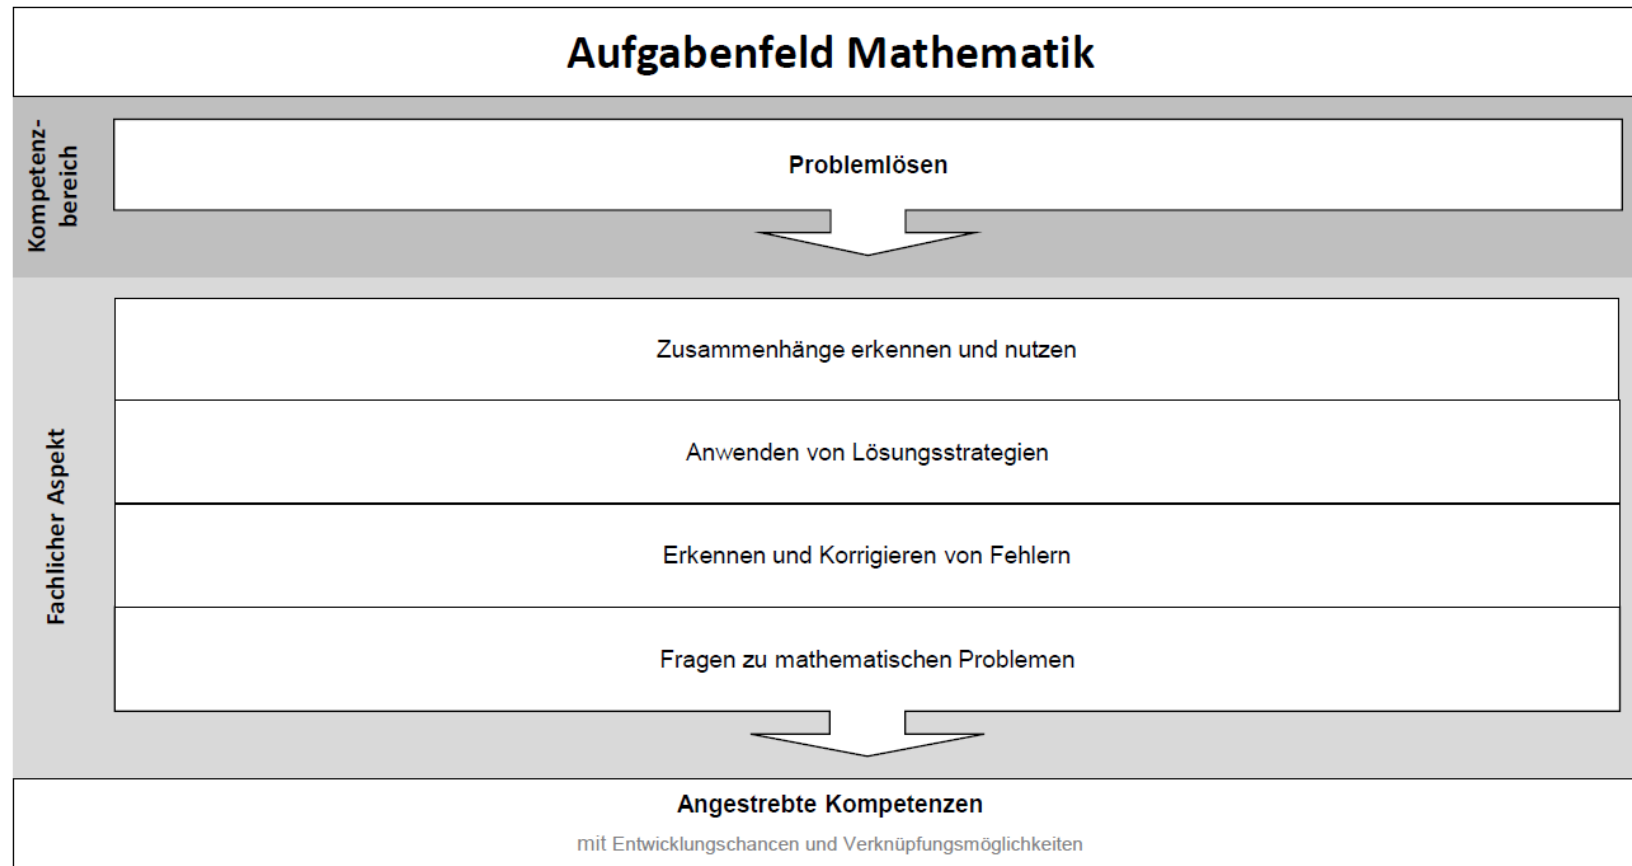 Aufgabenfeld Mathematik
Kompetenz-
bereich
Problemlösen
Fachlicher Aspekt
Zusammenhänge erkennen und nutzen
Anwenden von Lösungsstrategien
Erkennen und Korrigieren von Fehlern
Fragen zu mathematischen Problemen
Angestrebte Kompetenzen
mit Entwicklungschancen und Verknüpfungsmöglichkeiten